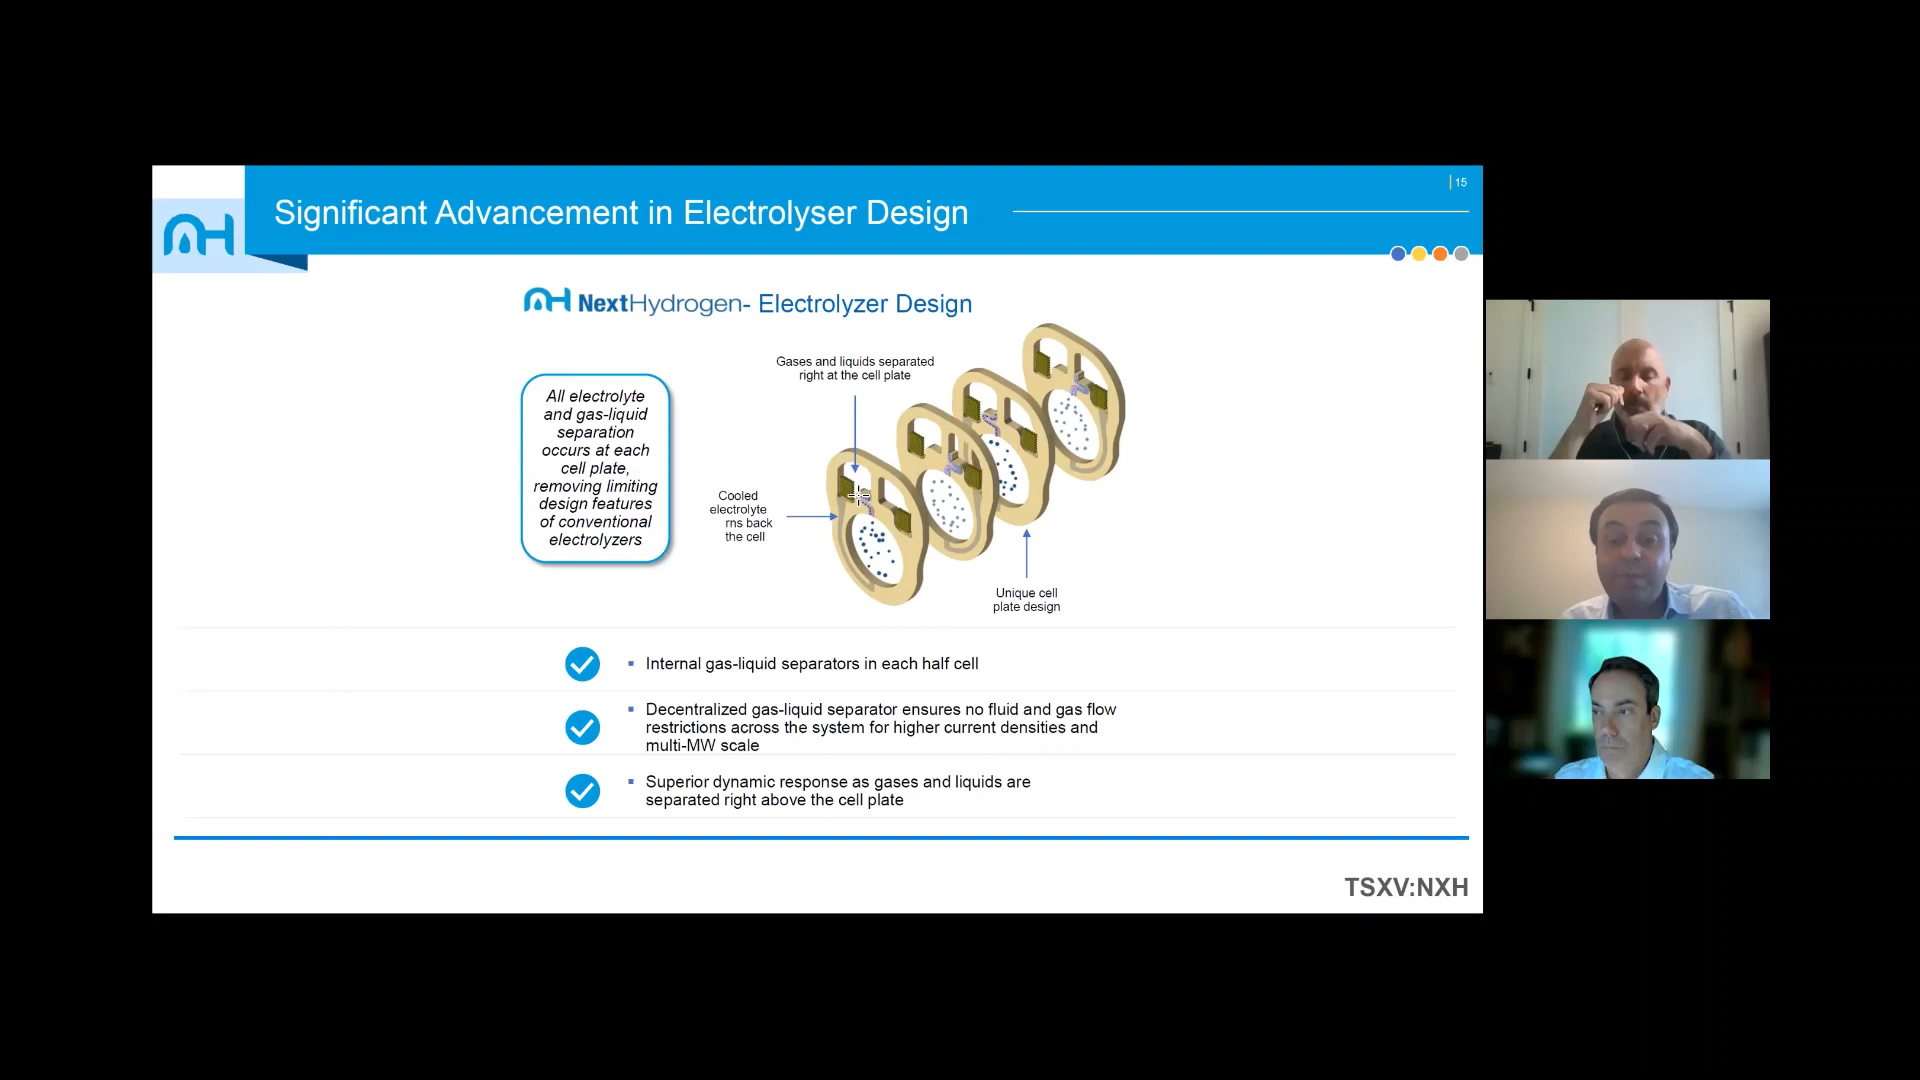 15
Significant Advancement in Electrolyser Design
NextHydrogen- Electrolyzer Design
Gases and liquids separated
right at the cell plate
All electrolyte
and gas-liquid
separation
occurs at each
cell plate,
removing limiting
design features
of conventional
electrolyzers
Cooled
electrolyte
rns back
the cell
Unique cell
plate design
Internal gas-liquid separators in each half cell
Decentralized gas-liquid separator ensures no fluid and gas flow
restrictions across the system for higher current densities and
multi-MW scale
Superior dynamic response as gases and liquids are
separated right above the cell plate
TSXV:NXH